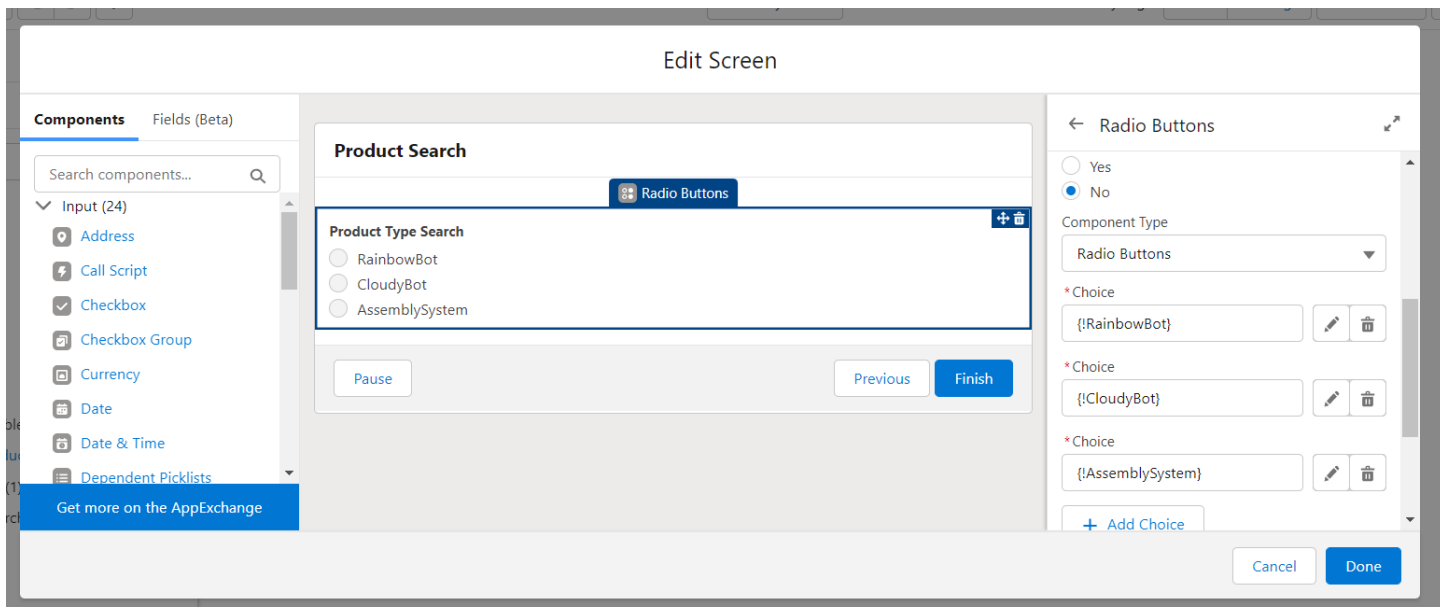 Edit Screen
Components
Fields (Beta)
Search components...
Input (24)
Address
Call Script
Checkbox
Checkbox Group
Currency
Date
Date & Time
Dependent Picklists
Get more on the AppExchange
Product Search
Radio Buttons
Product Type Search
RainbowBot
CloudyBot
AssemblySystem
Pause
Previous
Finish
Radio Buttons
Yes
No
Component Type
Radio Buttons
*Choice
{!RainbowBot}
*Choice
{!CloudyBot}
*Choice
{!AssemblySystem}
+ Add Choice
Cancel
Done